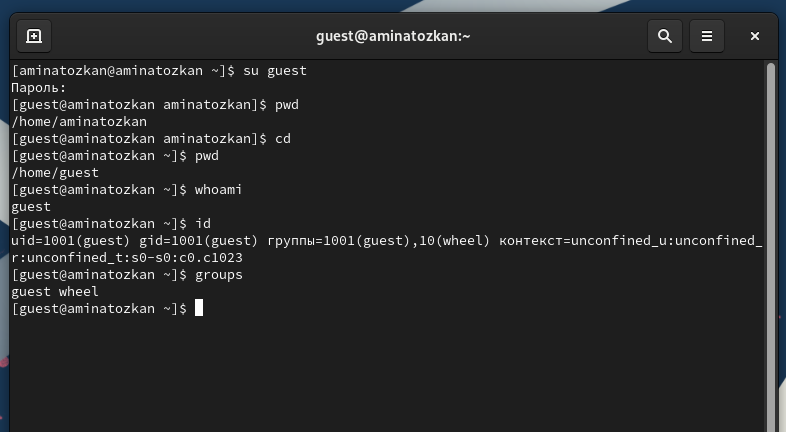 guest@aminatozkan:~
[aminatozkan@aminatozkan ~]$ su guest
Пароль:
[guest@aminatozkan aminatozkan]$ pwd
/home/aminatozkan
[guest@aminatozkan aminatozkan]$ cd
[guest@aminatozkan ~]$ pwd
/home/guest
[guest@aminatozkan ~]$ whoami
guest
[guest@aminatozkan ~]$ id
uid=1001(guest) gid=1001(guest) группы=1001(guest),10(wheel) контекст=unconfined_u:unconfined_
r:unconfined_t:s0-s0:c0.c1023
[guest@aminatozkan ~]$ groups
guest wheel
[guest@aminatozkan ~]$